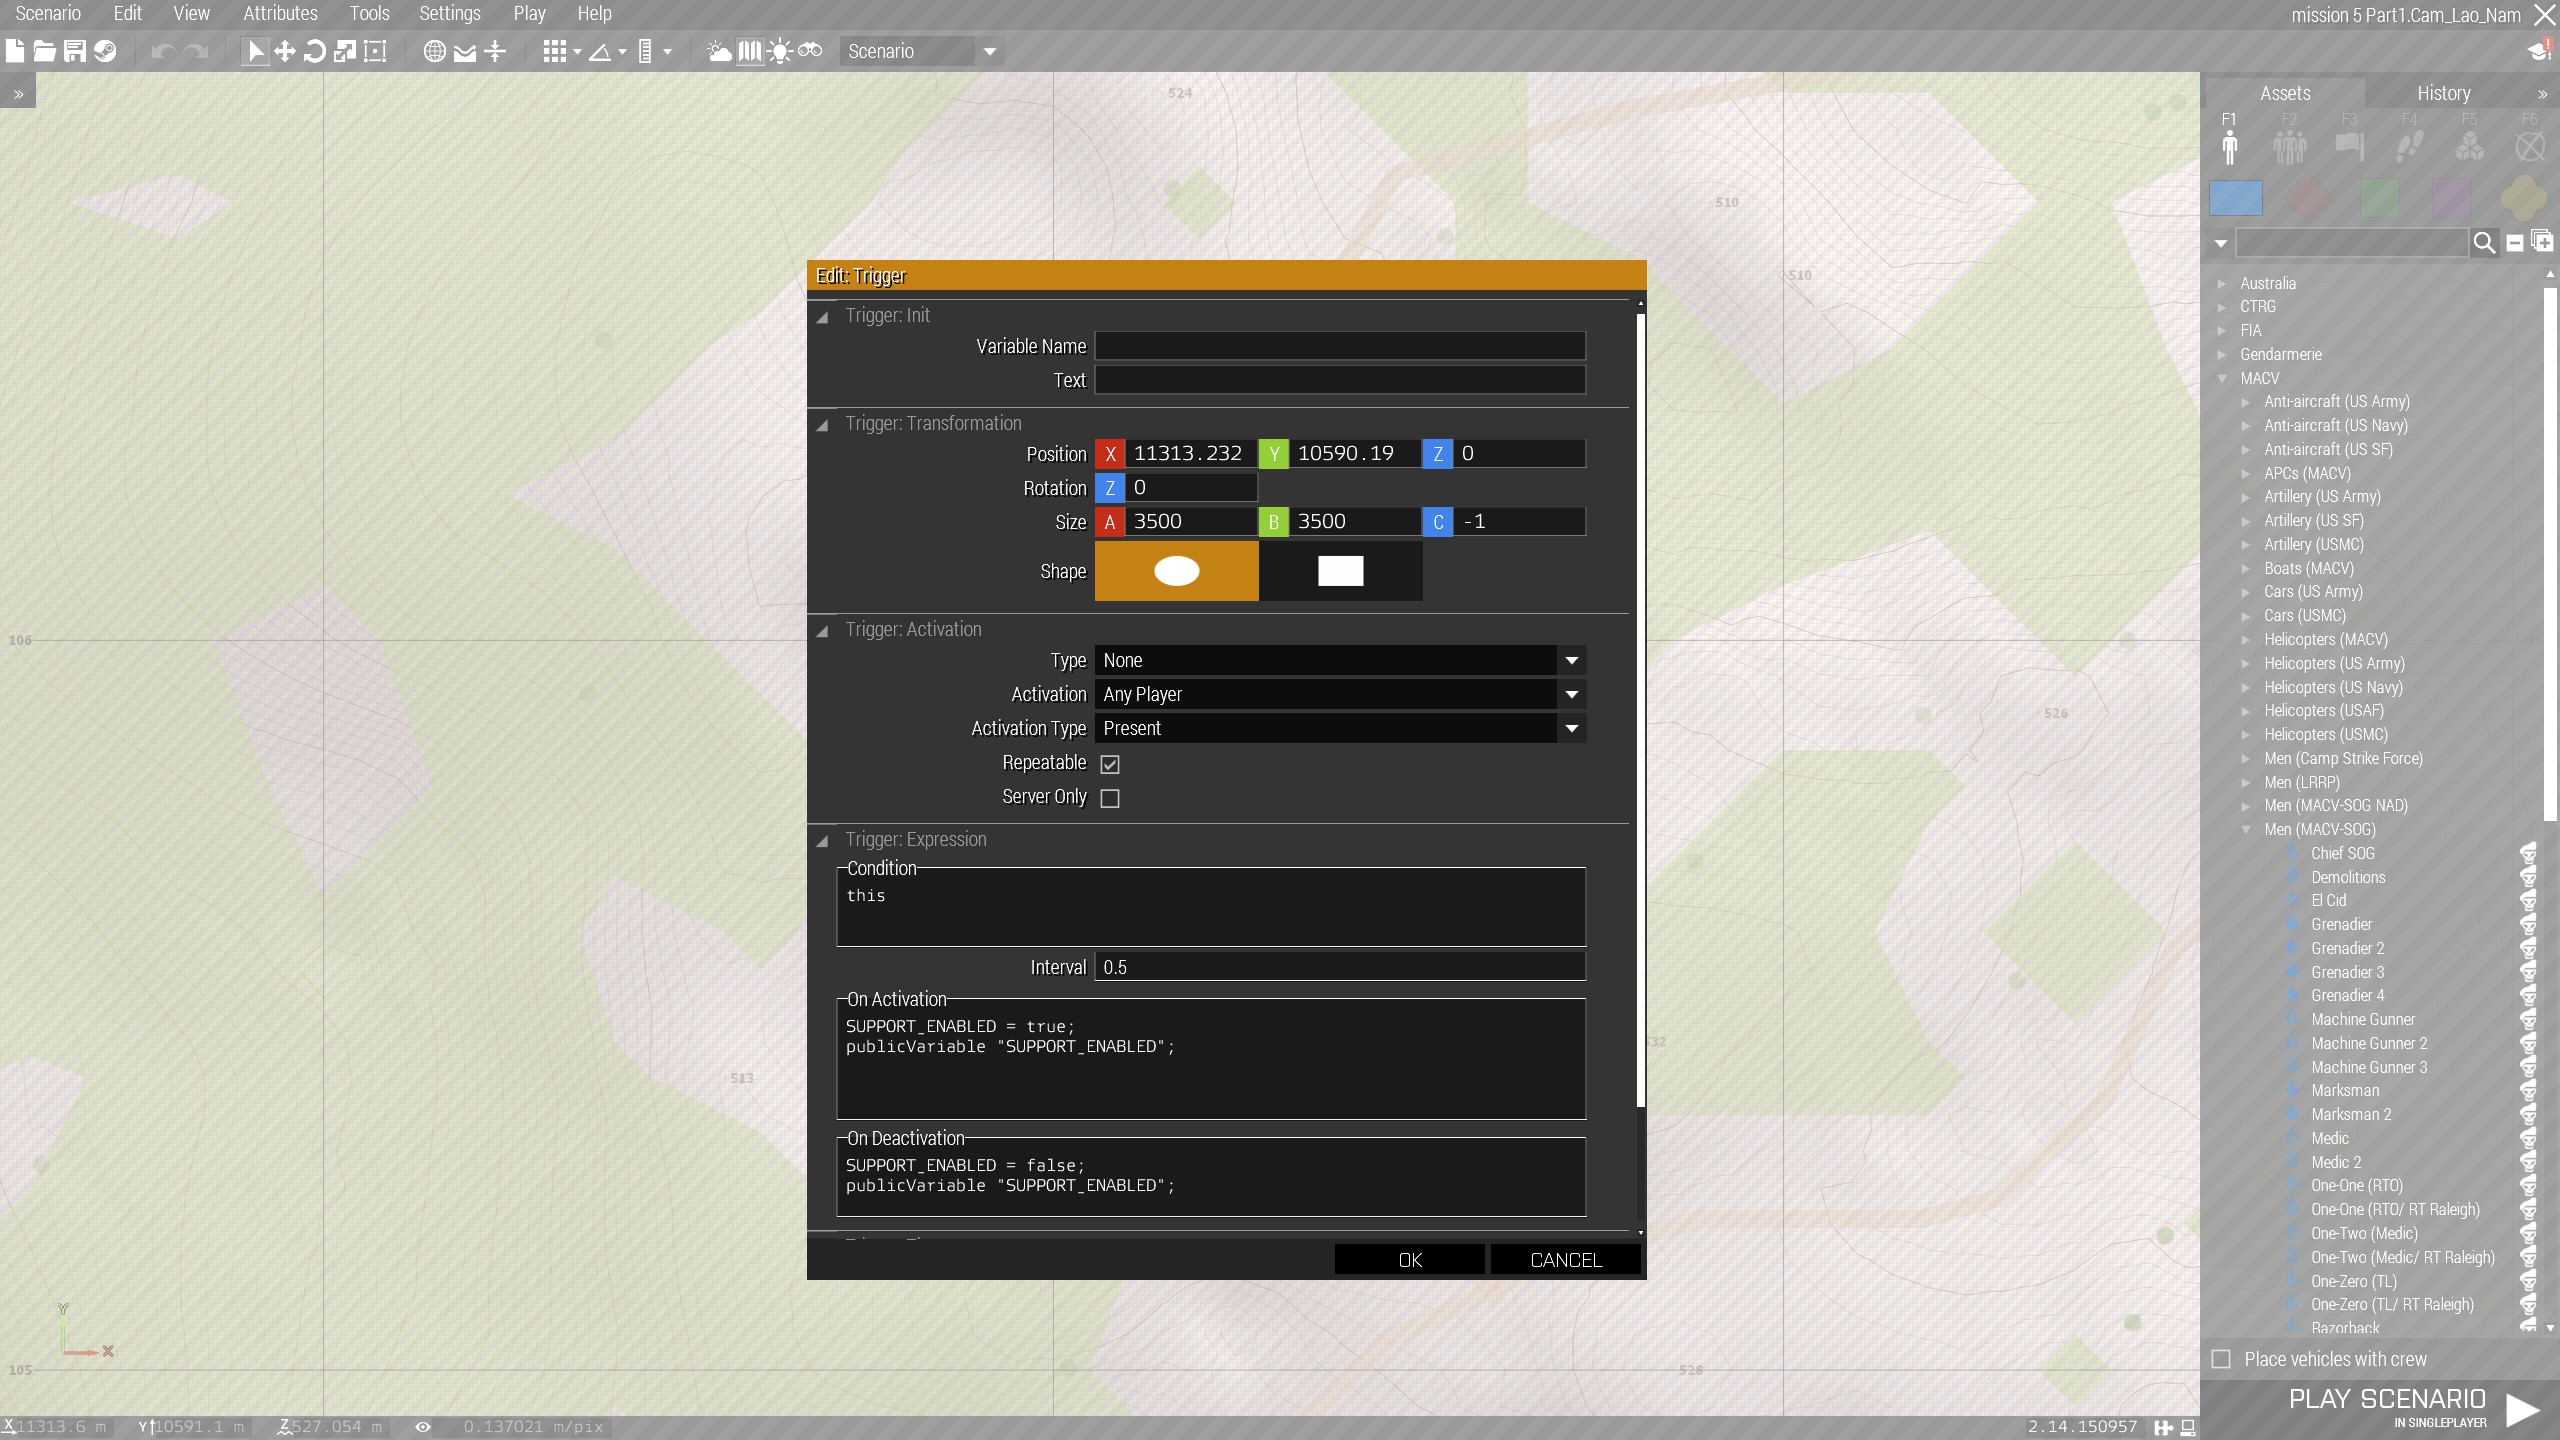 Scenario Edit View Attributes Tools Settings Play Help
mission 5 Part1.Cam_Lao_Nam
Scenario
Assets History
F1 F2 F3 F4 F5 F6
524
510
510
526
532
513
528
106
105
Edit: Trigger
Trigger: Init
Variable Name
Text
Trigger: Transformation
Position X 11313.232 Y 10590.19 Z 0
Rotation Z 0
Size A 3500 B 3500 C -1
Shape
Trigger: Activation
Type None
Activation Any Player
Activation Type Present
Repeatable
Server Only
Trigger: Expression
Condition
this
Interval 0.5
On Activation
SUPPORT_ENABLED = true;
publicVariable "SUPPORT_ENABLED";
On Deactivation
SUPPORT_ENABLED = false;
publicVariable "SUPPORT_ENABLED";
OK CANCEL
Australia
CTRG
FIA
Gendarmerie
MACV
Anti-aircraft (US Army)
Anti-aircraft (US Navy)
Anti-aircraft (US SF)
APCs (MACV)
Artillery (US Army)
Artillery (US SF)
Artillery (USMC)
Boats (MACV)
Cars (US Army)
Cars (USMC)
Helicopters (MACV)
Helicopters (US Army)
Helicopters (US Navy)
Helicopters (USAF)
Helicopters (USMC)
Men (Camp Strike Force)
Men (LRRP)
Men (MACV-SOG NAD)
Men (MACV-SOG)
Chief SOG
Demolitions
El Cid
Grenadier
Grenadier 2
Grenadier 3
Grenadier 4
Machine Gunner
Machine Gunner 2
Machine Gunner 3
Marksman
Marksman 2
Medic
Medic 2
One-One (RTO)
One-One (RTO/ RT Raleigh)
One-Two (Medic)
One-Two (Medic/ RT Raleigh)
One-Zero (TL)
One-Zero (TL/ RT Raleigh)
Razorback
Place vehicles with crew
PLAY SCENARIO
IN SINGLEPLAYER
Y
X
X 11313.6 m Y 10591.1 m Z 527.054 m 0.137021 m/pix
2.14.150957